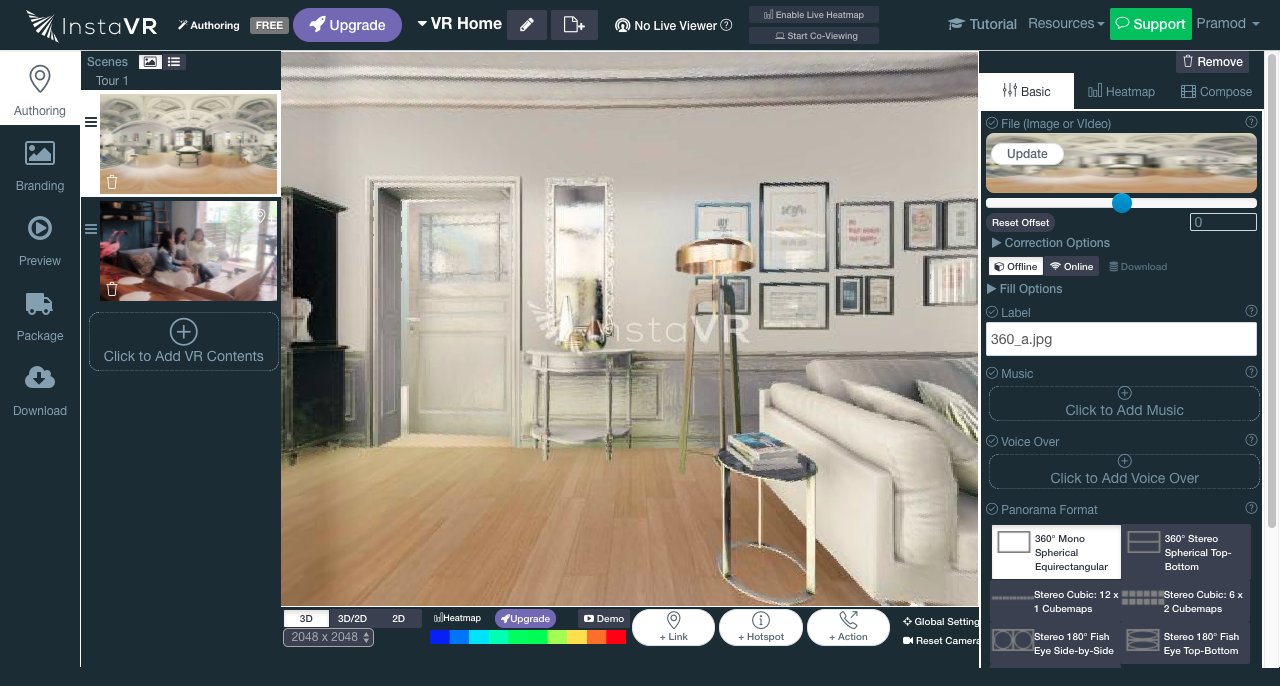 InstaVR
Authoring
FREE
Upgrade
VR Home
No Live Viewer
Enable Live Heatmap
Start Co-Viewing
Tutorial
Resources
Support
Pramod
Authoring
Branding
Preview
Package
Download
Scenes
Tour 1
Click to Add VR Contents
InstaVR
3D
3D/2D
2D
2048 x 2048
Heatmap
Upgrade
Demo
+ Link
+ Hotspot
+ Action
Global Setting
Reset Camera
Remove
Basic
Heatmap
Compose
File (Image or VIdeo)
Update
Reset Offset
0
Correction Options
Offline
Online
Download
Fill Options
Label
360_a.jpg
Music
Click to Add Music
Voice Over
Click to Add Voice Over
Panorama Format
360° Mono
Spherical
Equirectangular
360° Stereo
Spherical Top-
Bottom
Stereo Cubic: 12 x
1 Cubemaps
Stereo Cubic: 6 x
2 Cubemaps
Stereo 180° Fish
Eye Side-by-Side
Stereo 180° Fish
Eye Top-Bottom